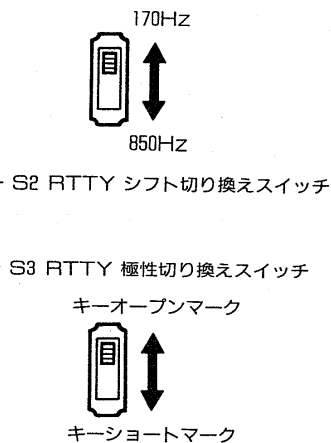 170Hz
850Hz
S2 RTTY シフト切り換えスイッチ
S3 RTTY 極性切り換えスイッチ
キーオープンマーク
キーショートマーク